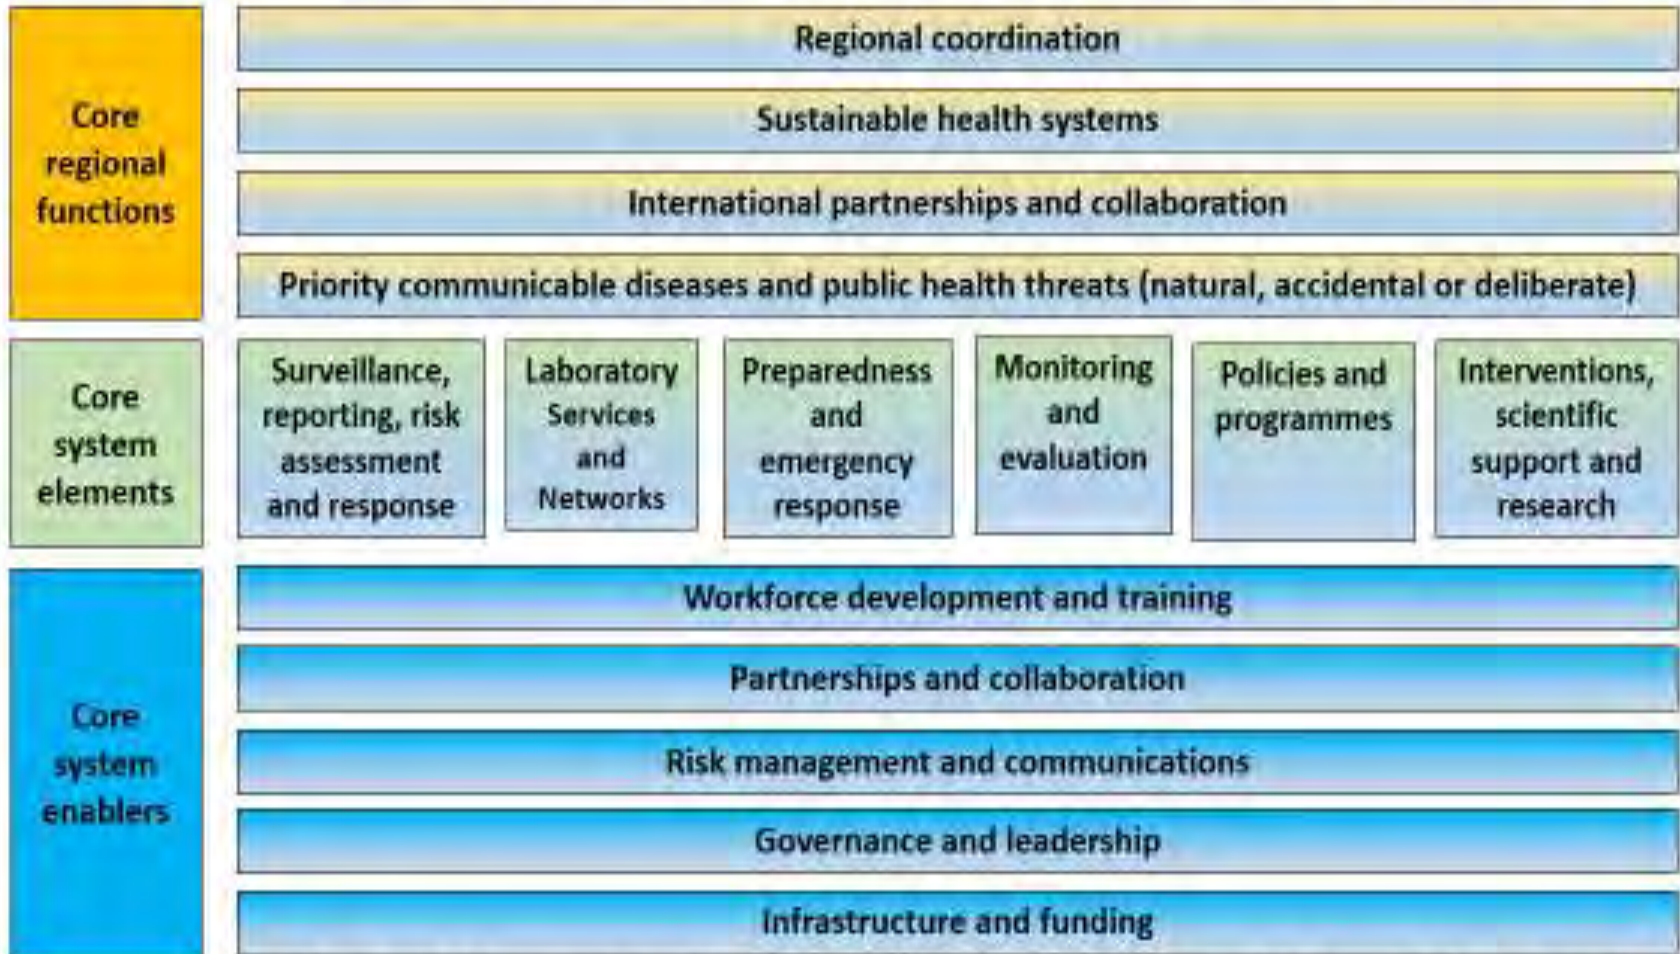 Core
regional
functions
Regional coordination
Sustainable health systems
International partnerships and collaboration
Priority communicable diseases and public health threats (natural, accidental or deliberate)
Core
system
elements
Surveillance,
reporting, risk
assessment
and response
Laboratory
Services
and
Networks
Preparedness
and
emergency
response
Monitoring
and
evaluation
Policies and
programmes
Interventions,
scientific
support and
research
Core
system
enablers
Workforce development and training
Partnerships and collaboration
Risk management and communications
Governance and leadership
Infrastructure and funding